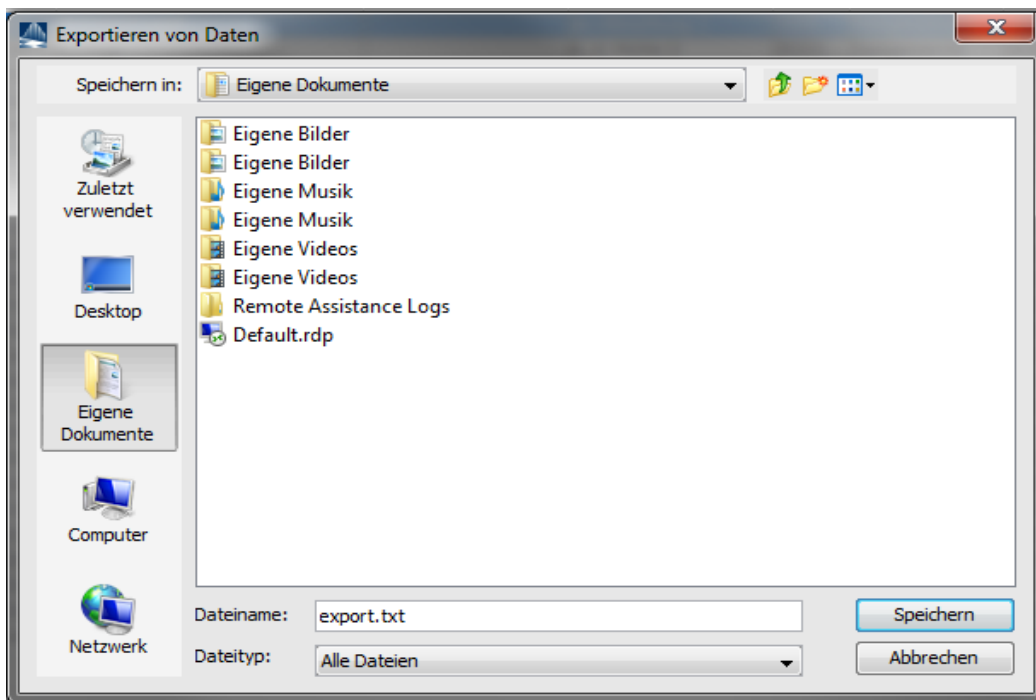 Exportieren von Daten
Speichern in:
Eigene Dokumente
Zuletzt
verwendet
Desktop
Eigene
Dokumente
Computer
Netzwerk
Eigene Bilder
Eigene Bilder
Eigene Musik
Eigene Musik
Eigene Videos
Eigene Videos
Remote Assistance Logs
Default.rdp
Dateiname:
export.txt
Speichern
Dateityp:
Alle Dateien
Abbrechen